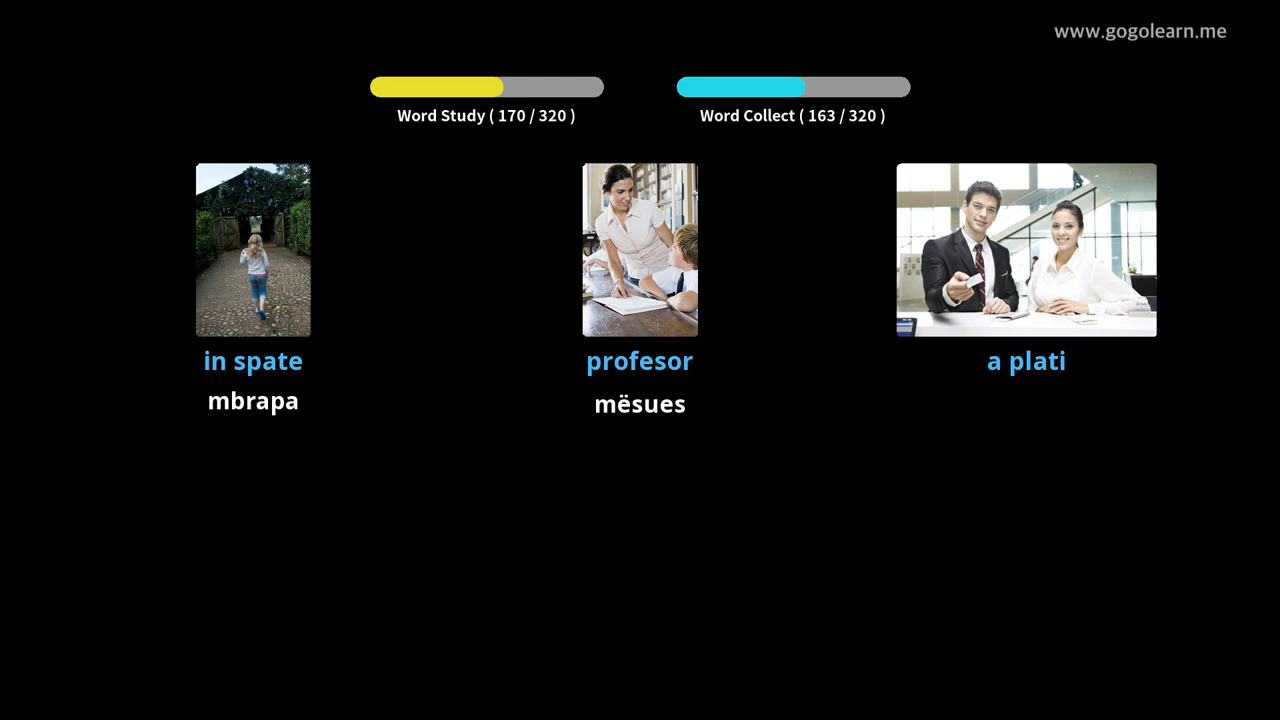 www.gogolearn.me
Word Study ( 170 / 320 )
Word Collect ( 163 / 320 )
in spate
mbrapa
profesor
mësues
a plati